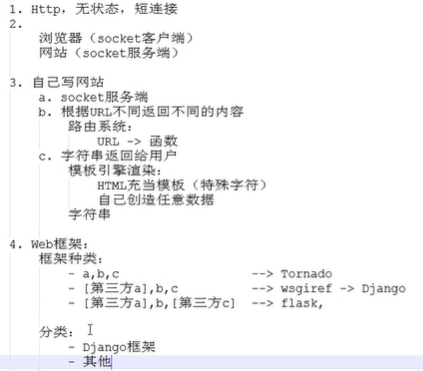 1. Http，无状态，短连接
2.
浏览器（socket客户端）
网站（socket服务端）
3. 自己写网站
a. socket服务端
b. 根据URL不同返回不同的内容
路由系统：
URL -> 函数
c. 字符串返回给用户
模板引擎渲染：
HTML充当模板（特殊字符）
自己创造任意数据
字符串
4. Web框架：
框架种类：
- a,b,c --> Tornado
- [第三方a],b,c --> wsgiref -> Django
- [第三方a],b,[第三方c] --> flask,
分类：
- Django框架
- 其他